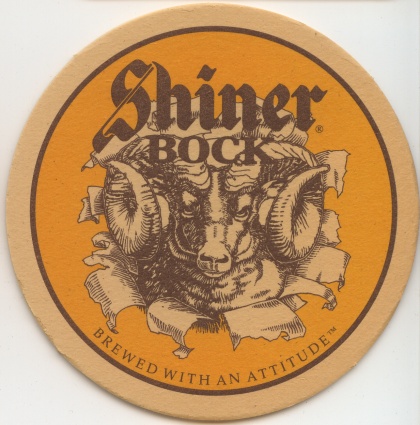 Shiner®
BOCK
BREWED WITH AN ATTITUDE™